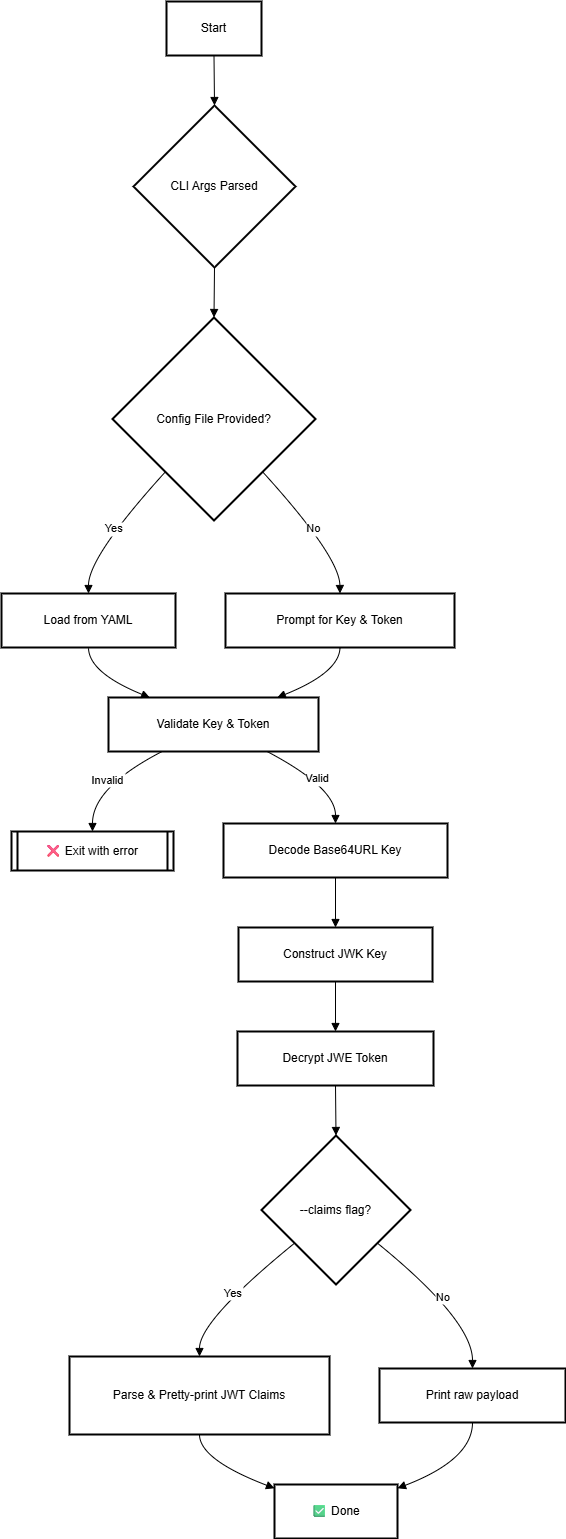 Start
CLI Args Parsed
Config File Provided?
Yes
No
Load from YAML
Prompt for Key & Token
Validate Key & Token
Invalid
Valid
❌ Exit with error
Decode Base64URL Key
Construct JWK Key
Decrypt JWE Token
--claims flag?
Yes
No
Parse & Pretty-print JWT Claims
Print raw payload
✅ Done